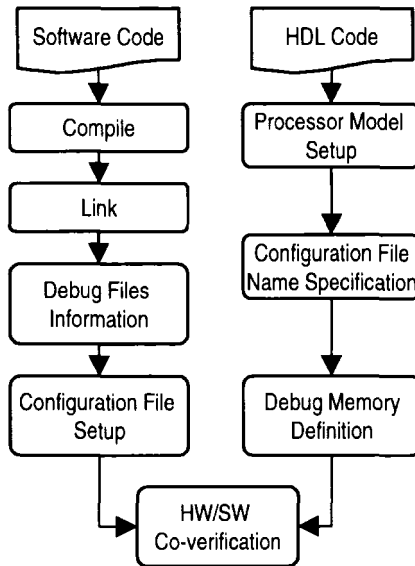 Software Code
HDL Code
Compile
Processor Model
Setup
Link
Configuration File
Name Specification
Debug Files
Information
Configuration File
Setup
Debug Memory
Definition
HW/SW
Co-verification